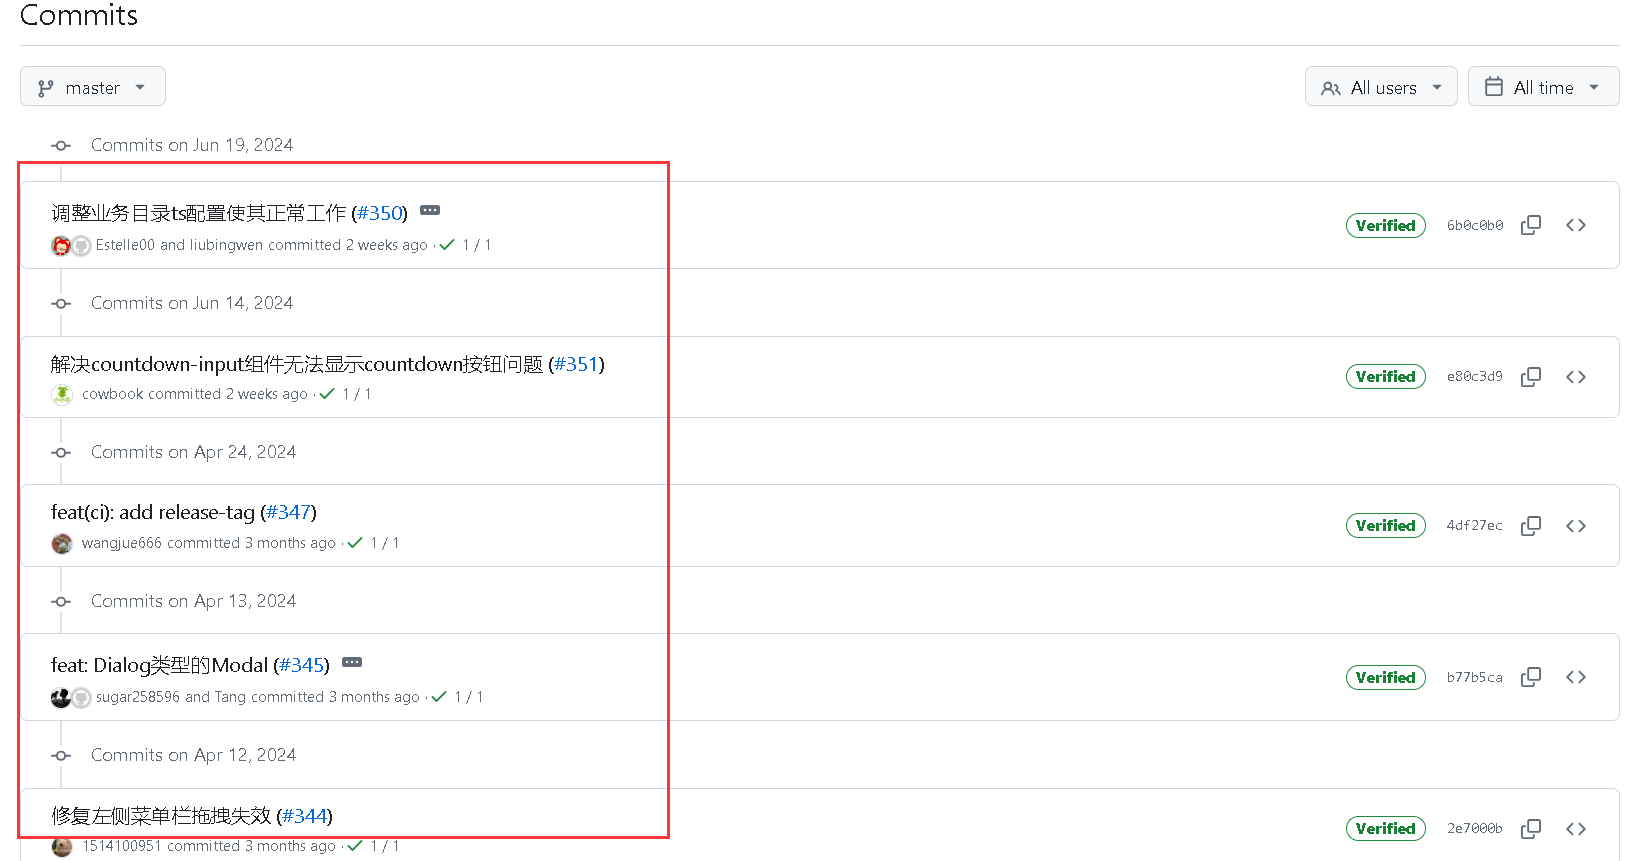 Commits
master
All users
All time
Commits on Jun 19, 2024
调整业务目录ts配置使其正常工作 (#350)
Estelle00 and liubingwen committed 2 weeks ago · 1 / 1
Verified
6b0c0b0
Commits on Jun 14, 2024
解决countdown-input组件无法显示countdown按钮问题 (#351)
cowbook committed 2 weeks ago · 1 / 1
Verified
e80c3d9
Commits on Apr 24, 2024
feat(ci): add release-tag (#347)
wangjue666 committed 3 months ago · 1 / 1
Verified
4df27ec
Commits on Apr 13, 2024
feat: Dialog类型的Modal (#345)
sugar258596 and Tang committed 3 months ago · 1 / 1
Verified
b77b5ca
Commits on Apr 12, 2024
修复左侧菜单栏拖拽失效 (#344)
1514100951 committed 3 months ago · 1 / 1
Verified
2e7000b